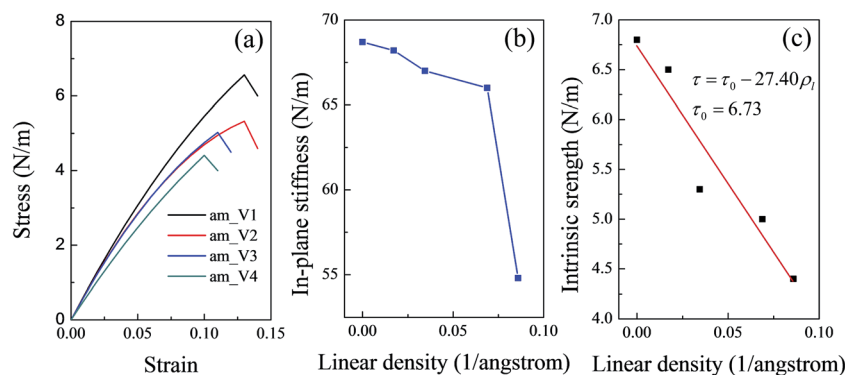 (a)
Stress (N/m)
8
6
4
2
0
am_V1
am_V2
am_V3
am_V4
0.00 0.05 0.10 0.15
Strain
(b)
In-plane stiffness (N/m)
70
65
60
55
0.00 0.05 0.10
Linear density (1/angstrom)
(c)
Intrinsic srength (N/m)
7.0
6.5
6.0
5.5
5.0
4.5
4.0
τ = τ₀ − 27.40ρₗ
τ₀ = 6.73
0.00 0.05 0.10
Linear density (1/angstrom)